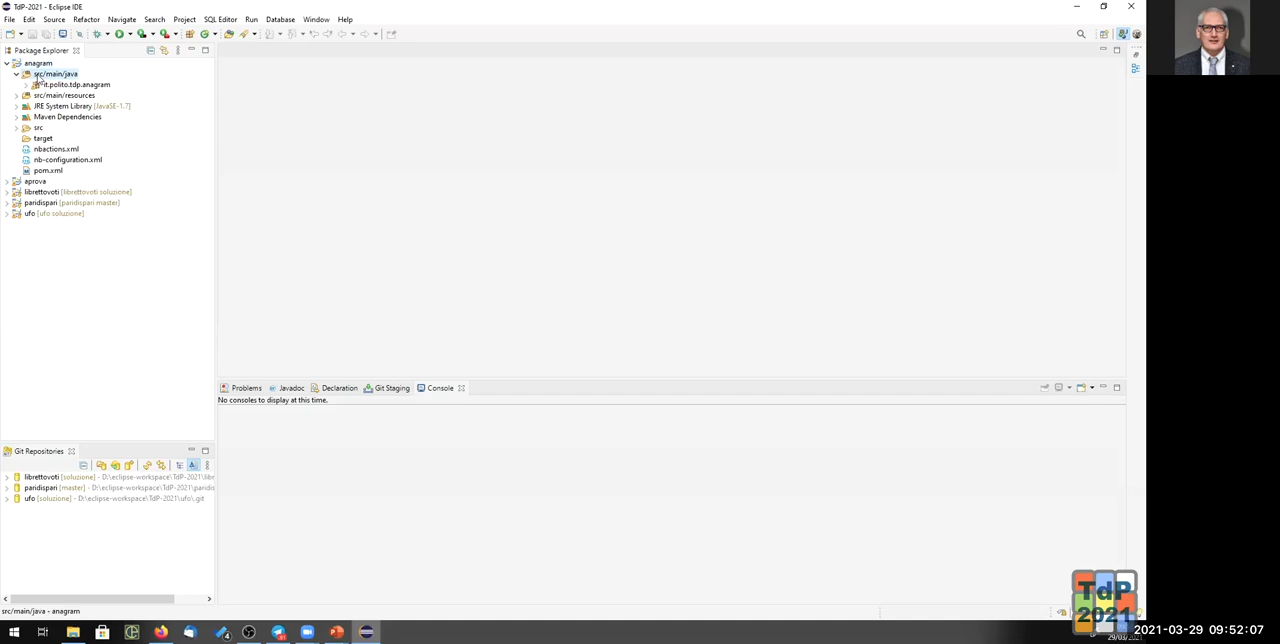 TdP-2021 - Eclipse IDE
File Edit Source Refactor Navigate Search Project SQL Editor Run Database Window Help
Package Explorer
anagram
src/main/java
it.polito.tdp.anagram
src/main/resources
JRE System Library [JavaSE-1.7]
Maven Dependencies
src
target
nbactions.xml
nb-configuration.xml
pom.xml
aprova
librettovoti [librettovoti soluzione]
paridispari [paridispari master]
ufo [ufo soluzione]
Problems Javadoc Declaration Git Staging Console
No consoles to display at this time.
Git Repositories
librettovoti [soluzione] - D:\eclipse-workspace\TdP-2021\libr
paridispari [master] - D:\eclipse-workspace\TdP-2021\paridis
ufo [soluzione] - D:\eclipse-workspace\TdP-2021\ufo\.git
src/main/java - anagram
TdP
2021
2021-03-29 09:52:07
29/03/2021